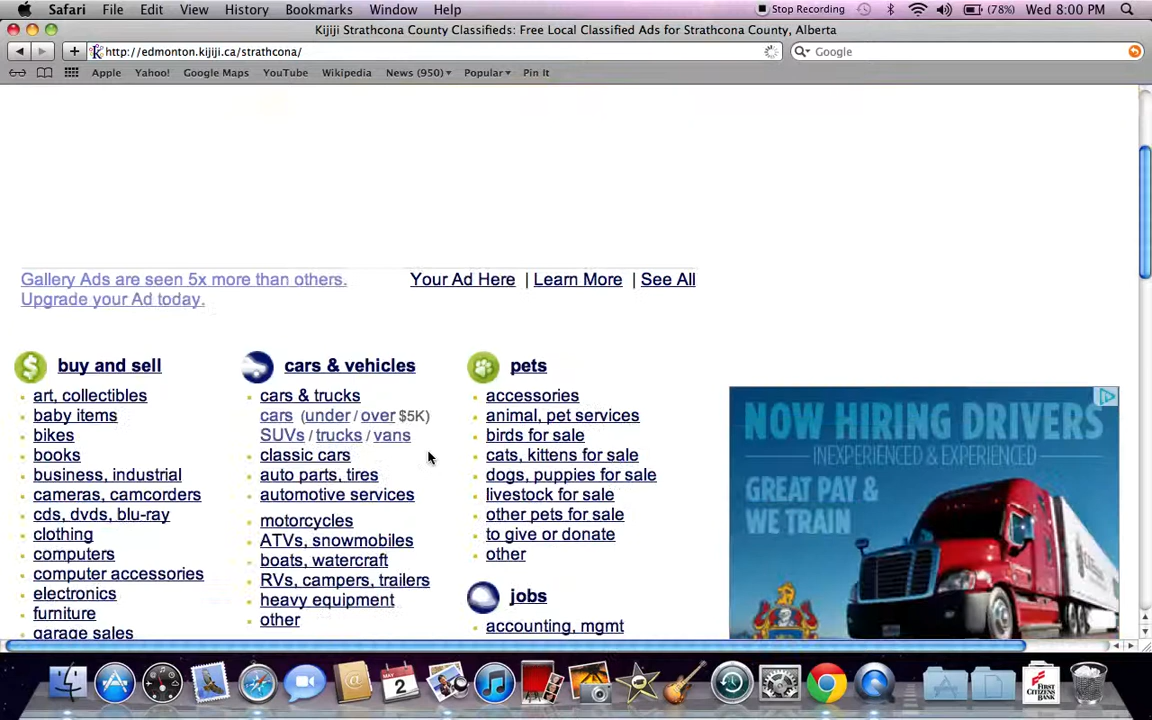 Safari File Edit View History Bookmarks Window Help Stop Recording (78%) Wed 8:00 PM
Kijiji Strathcona County Classifieds: Free Local Classified Ads for Strathcona County, Alberta
http://edmonton.kijiji.ca/strathcona/ Google
Apple Yahoo! Google Maps YouTube Wikipedia News (950) Popular Pin It
Gallery Ads are seen 5x more than others. Your Ad Here | Learn More | See All
Upgrade your Ad today.
buy and sell
art, collectibles
baby items
bikes
books
business, industrial
cameras, camcorders
cds, dvds, blu-ray
clothing
computers
computer accessories
electronics
furniture
garage sales
cars & vehicles
cars & trucks
cars (under / over $5K)
SUVs / trucks / vans
classic cars
auto parts, tires
automotive services
motorcycles
ATVs, snowmobiles
boats, watercraft
RVs, campers, trailers
heavy equipment
other
pets
accessories
animal, pet services
birds for sale
cats, kittens for sale
dogs, puppies for sale
livestock for sale
other pets for sale
to give or donate
other
jobs
accounting, mgmt
NOW HIRING DRIVERS
INEXPERIENCED & EXPERIENCED
GREAT PAY &
WE TRAIN
MAY
2
FIRST
CITIZENS
BANK